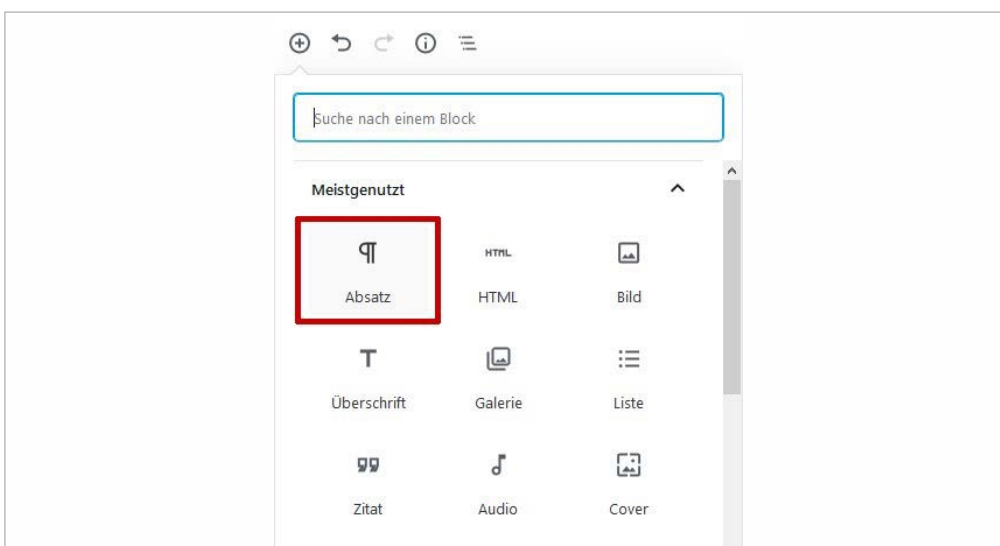 Suche nach einem Block
Meistgenutzt
HTML
Absatz HTML Bild
T
Überschrift Galerie Liste
Zitat Audio Cover